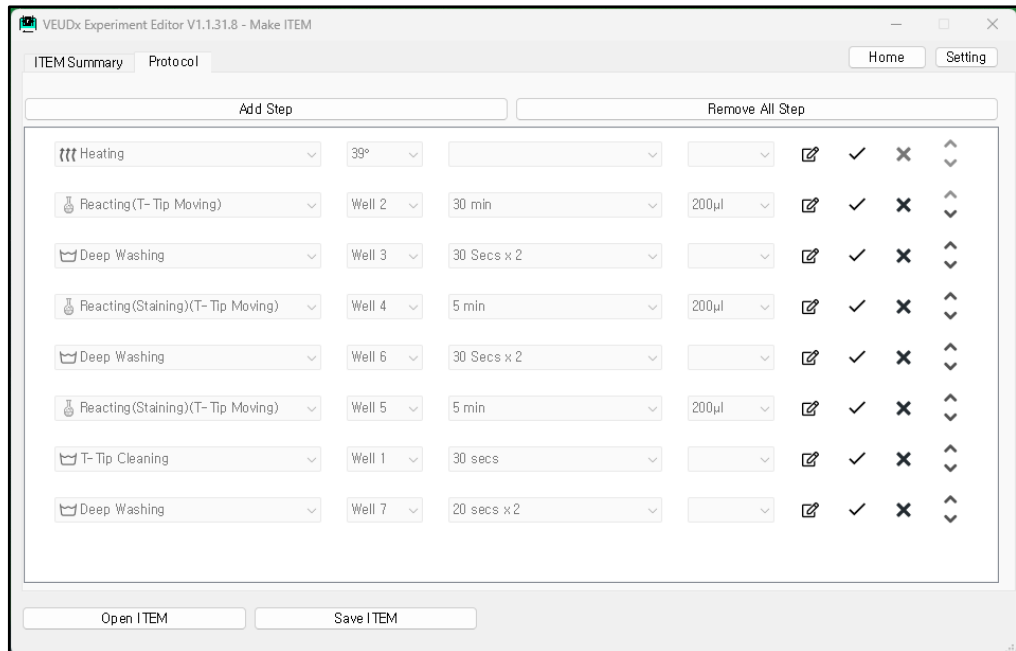 VEUDx Experiment Editor V1.1.31.8 - Make ITEM
ITEM Summary Protocol Home Setting
Add Step Remove All Step
Heating 39° 
Reacting(T-Tip Moving) Well 2 30 min 200μl
Deep Washing Well 3 30 Secs x 2
Reacting(Staining)(T-Tip Moving) Well 4 5 min 200μl
Deep Washing Well 6 30 Secs x 2
Reacting(Staining)(T-Tip Moving) Well 5 5 min 200μl
T-Tip Cleaning Well 1 30 secs
Deep Washing Well 7 20 secs x 2
Open ITEM Save ITEM